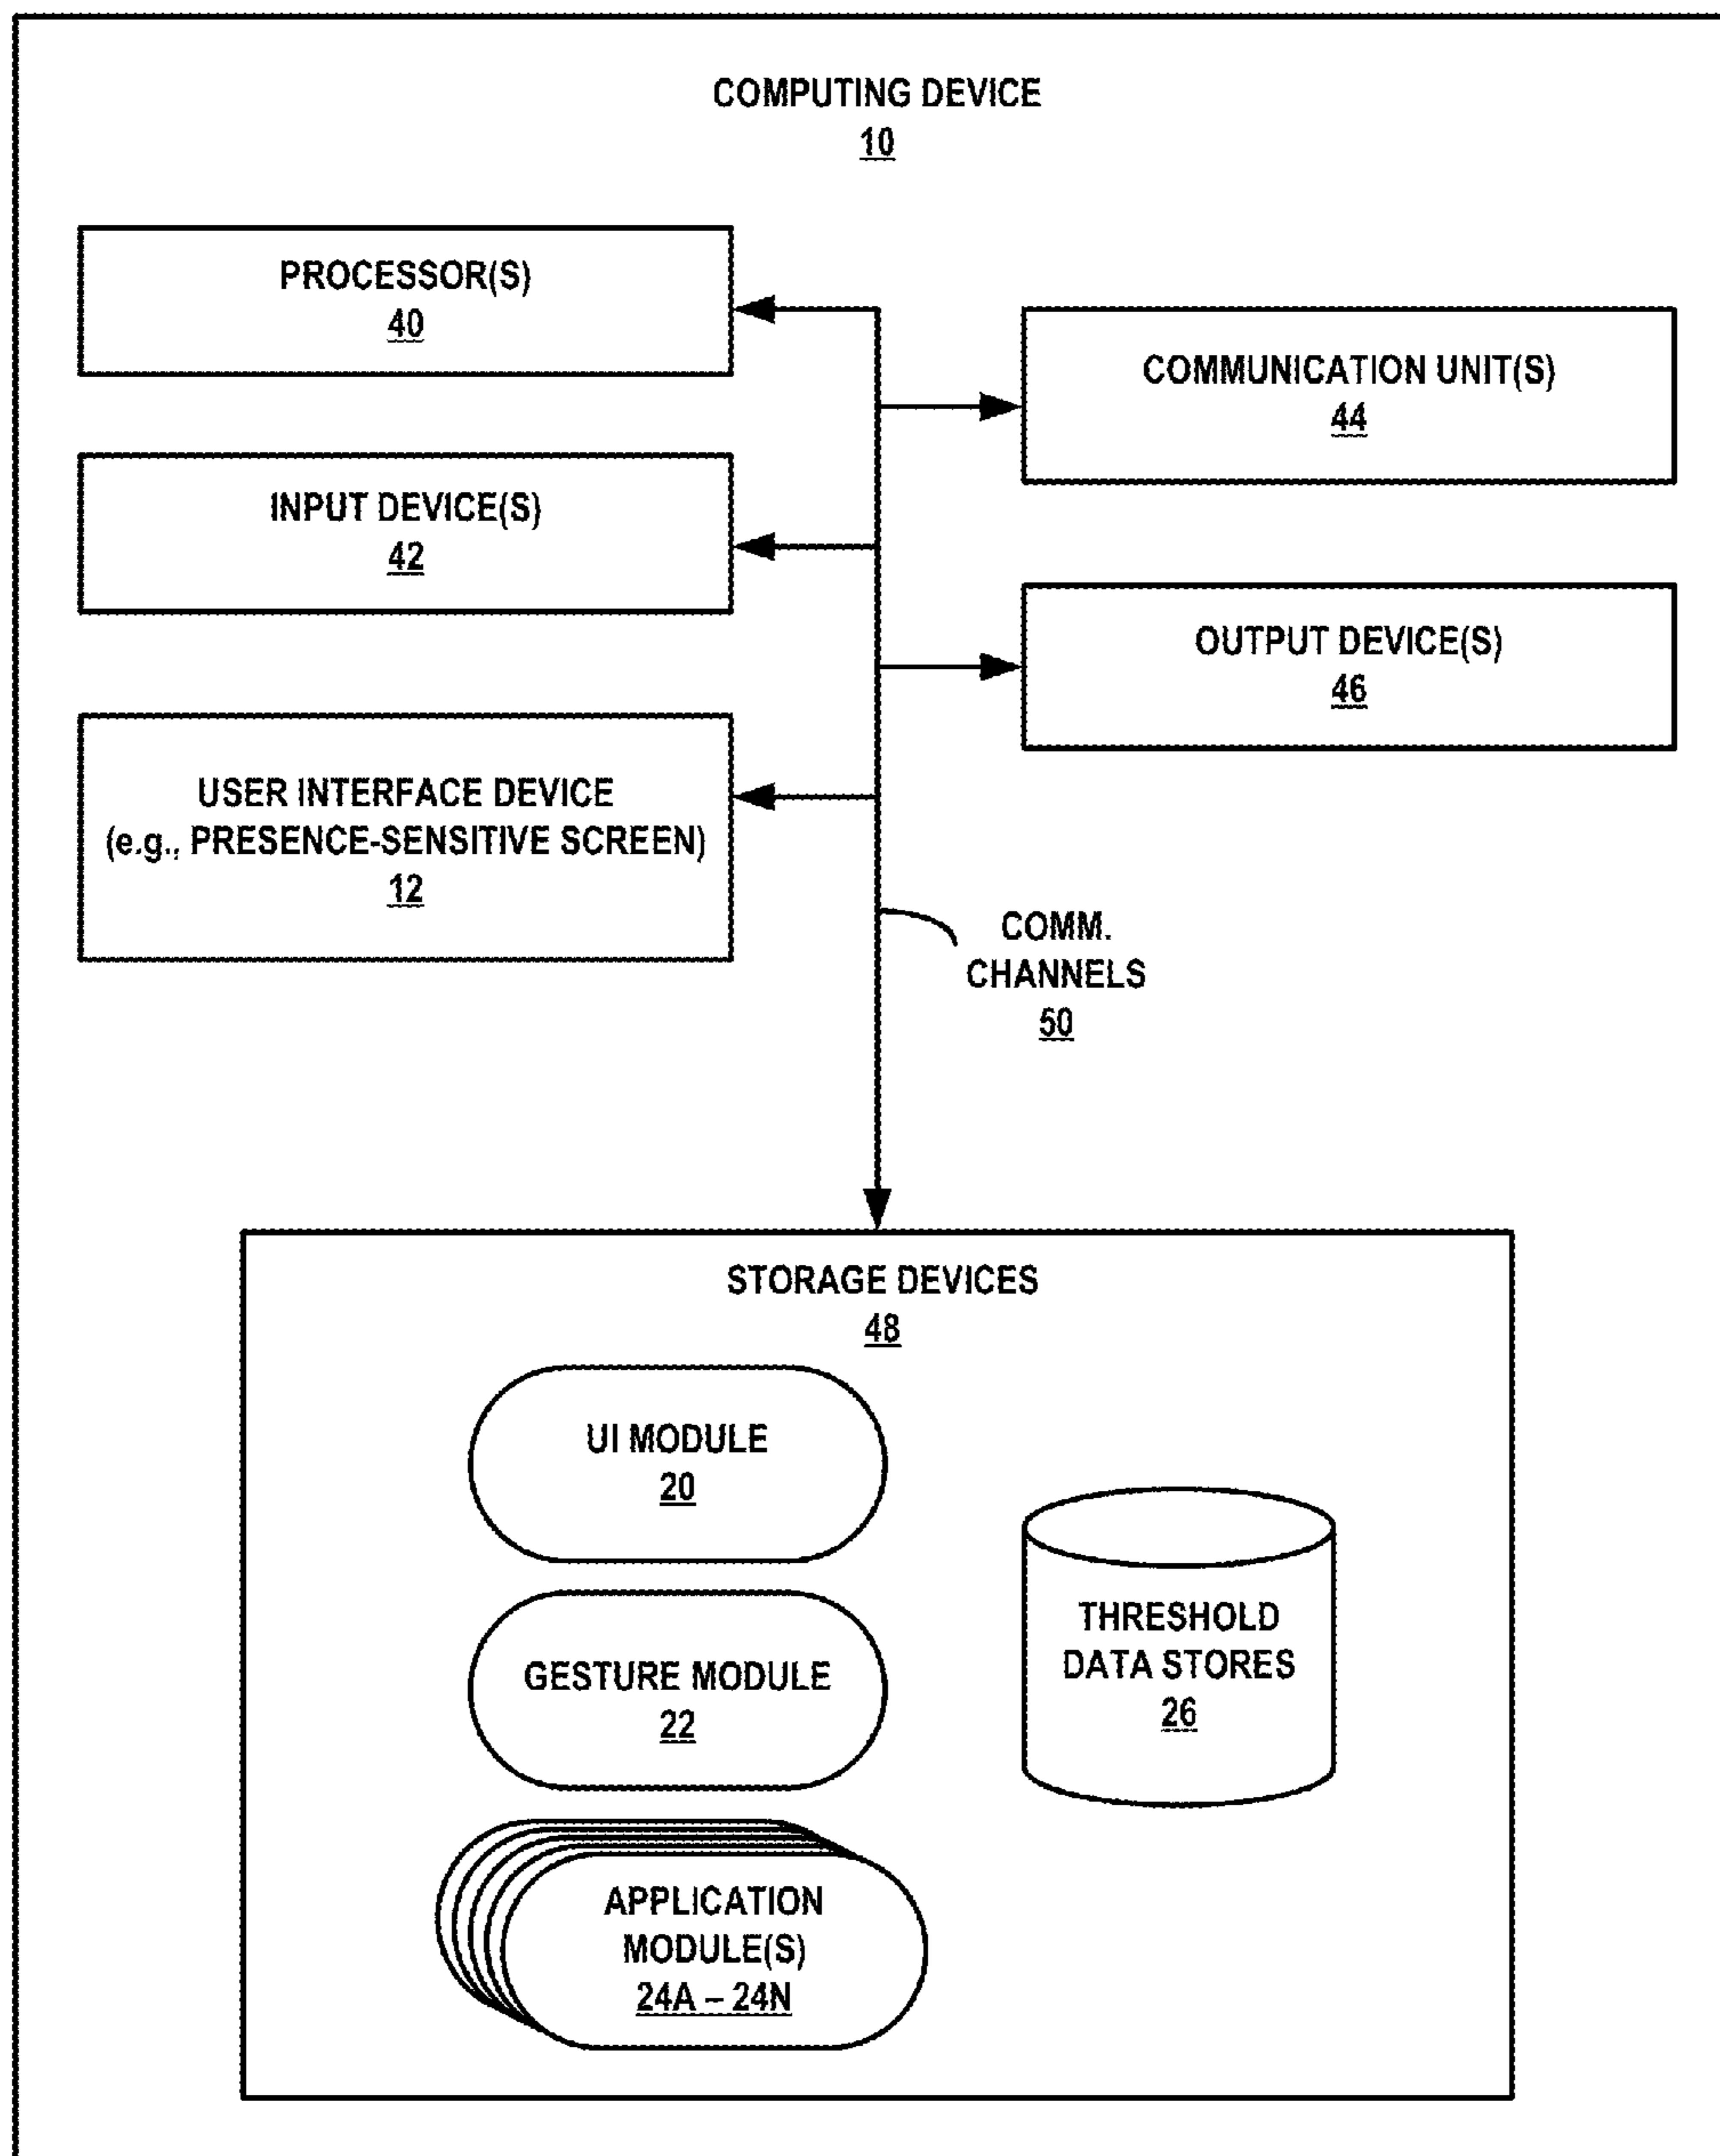 COMPUTING DEVICE
10
PROCESSOR(S)
40
COMMUNICATION UNIT(S)
44
INPUT DEVICE(S)
42
OUTPUT DEVICE(S)
46
USER INTERFACE DEVICE
(e.g., PRESENCE-SENSITIVE SCREEN)
12
COMM.
CHANNELS
50
STORAGE DEVICES
48
UI MODULE
20
GESTURE MODULE
22
THRESHOLD
DATA STORES
26
APPLICATION
MODULE(S)
24A – 24N